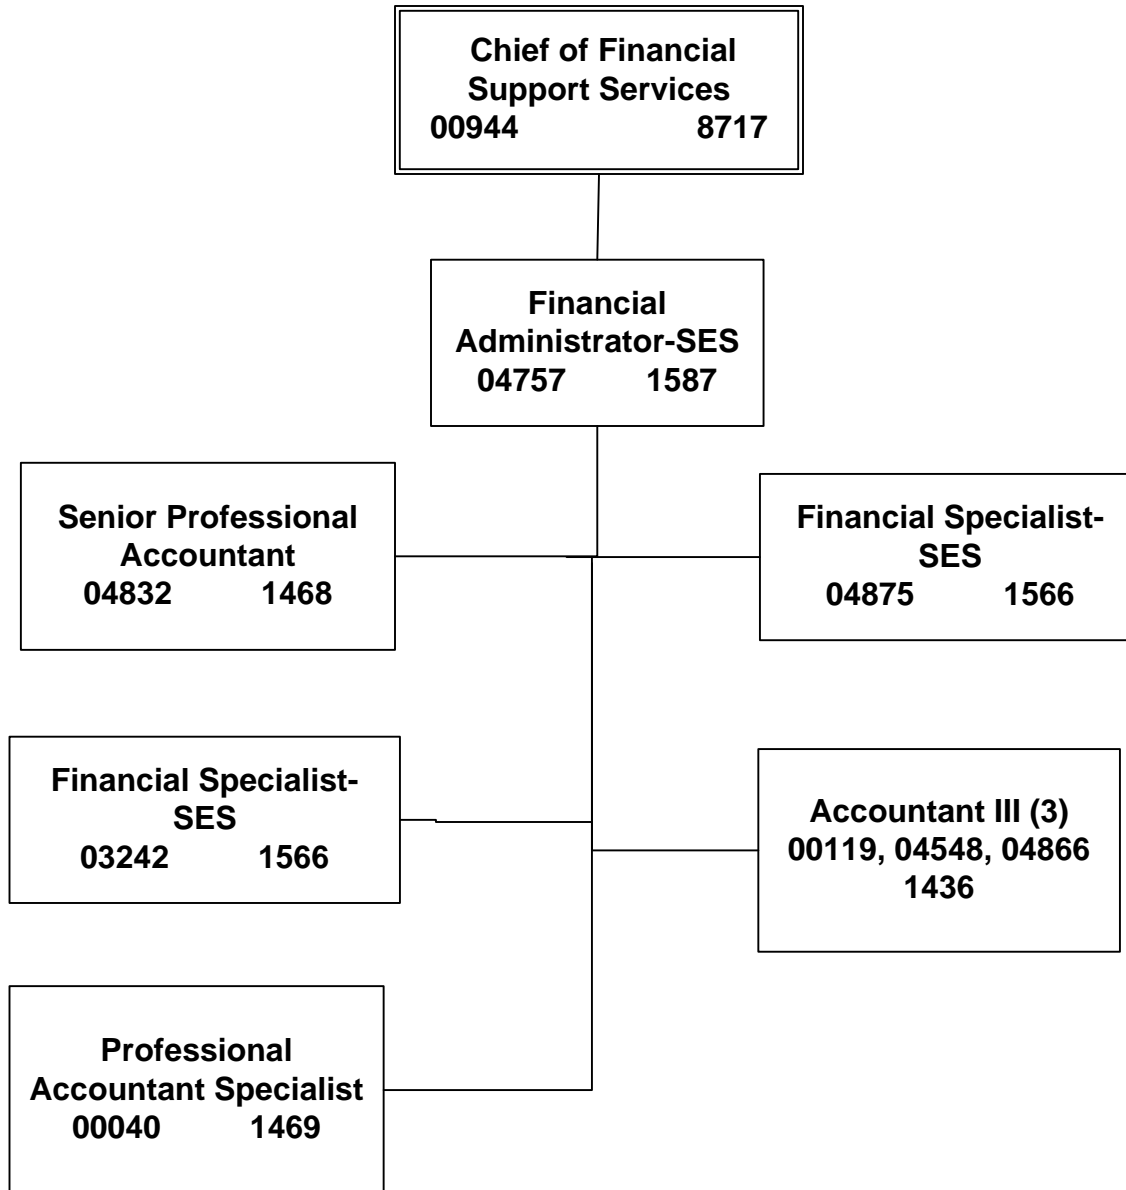 Chief of Financial
Support Services
00944 8717
Financial
Administrator-SES
04757 1587
Senior Professional
Accountant
04832 1468
Financial Specialist-
SES
04875 1566
Financial Specialist-
SES
03242 1566
Accountant III (3)
00119, 04548, 04866
1436
Professional
Accountant Specialist
00040 1469